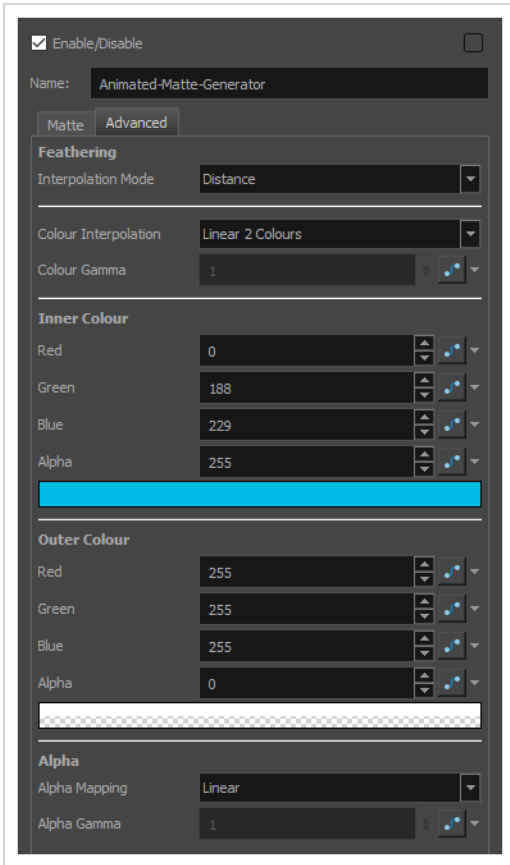 Enable/Disable
Name: Animated-Matte-Generator
Matte Advanced
Feathering
Interpolation Mode Distance
Colour Interpolation Linear 2 Colours
Colour Gamma 1
Inner Colour
Red 0
Green 188
Blue 229
Alpha 255
Outer Colour
Red 255
Green 255
Blue 255
Alpha 0
Alpha
Alpha Mapping Linear
Alpha Gamma 1